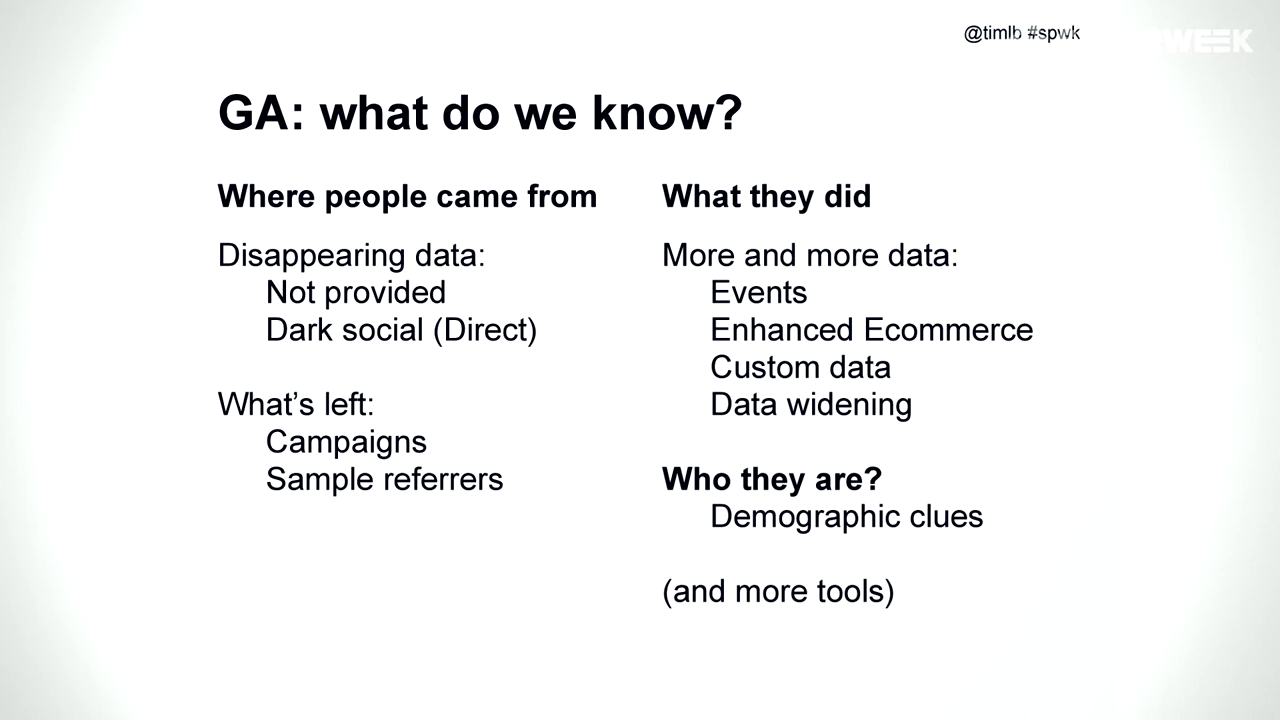 @timlb #spwk
WEEK
GA: what do we know?
Where people came from
Disappearing data:
Not provided
Dark social (Direct)
What's left:
Campaigns
Sample referrers
What they did
More and more data:
Events
Enhanced Ecommerce
Custom data
Data widening
Who they are?
Demographic clues
(and more tools)